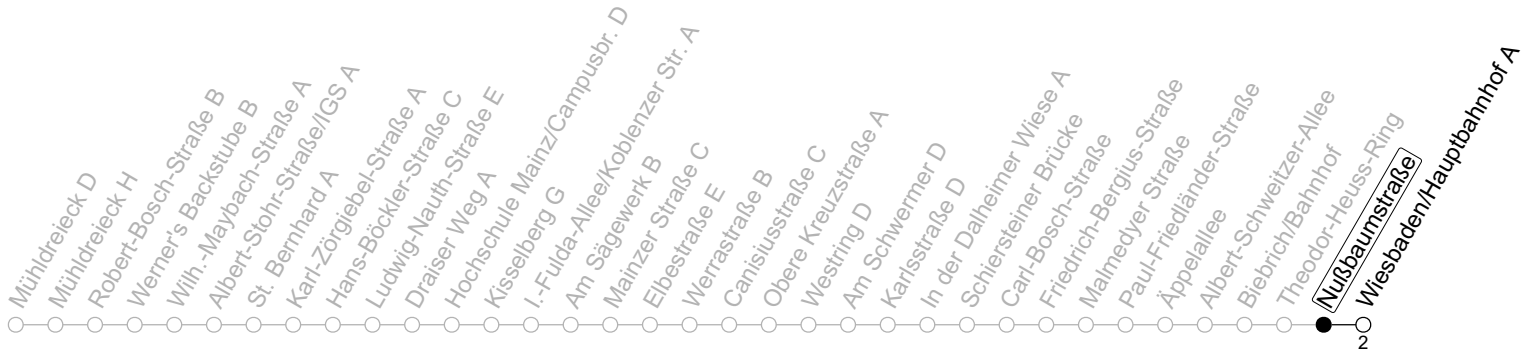 Mühldreieck D
Mühldreieck H
Robert-Bosch-Straße B
Werner's Backstube B
Wilh.-Maybach-Straße A
Albert-Stohr-Straße/IGS A
St. Bernhard A
Karl-Zörgiebel-Straße A
Hans-Böckler-Straße C
Ludwig-Nauth-Straße E
Draiser Weg A
Hochschule Mainz/Campusbr. D
Kisselberg G
I.-Fulda-Allee/Koblenzer Str. A
Am Sägewerk B
Mainzer Straße C
Elbestraße E
Werrastraße B
Canisiusstraße C
Obere Kreuzstraße A
Westring D
Am Schwermer D
Karlsstraße D
In der Dalheimer Wiese A
Schiersteiner Brücke
Carl-Bosch-Straße
Friedrich-Bergius-Straße
Malmedyer Straße
Paul-Friedländer-Straße
Äppelallee
Albert-Schweitzer-Allee
Biebrich/Bahnhof
Theodor-Heuss-Ring
Nußbaumstraße
Wiesbaden/Hauptbahnhof A
2